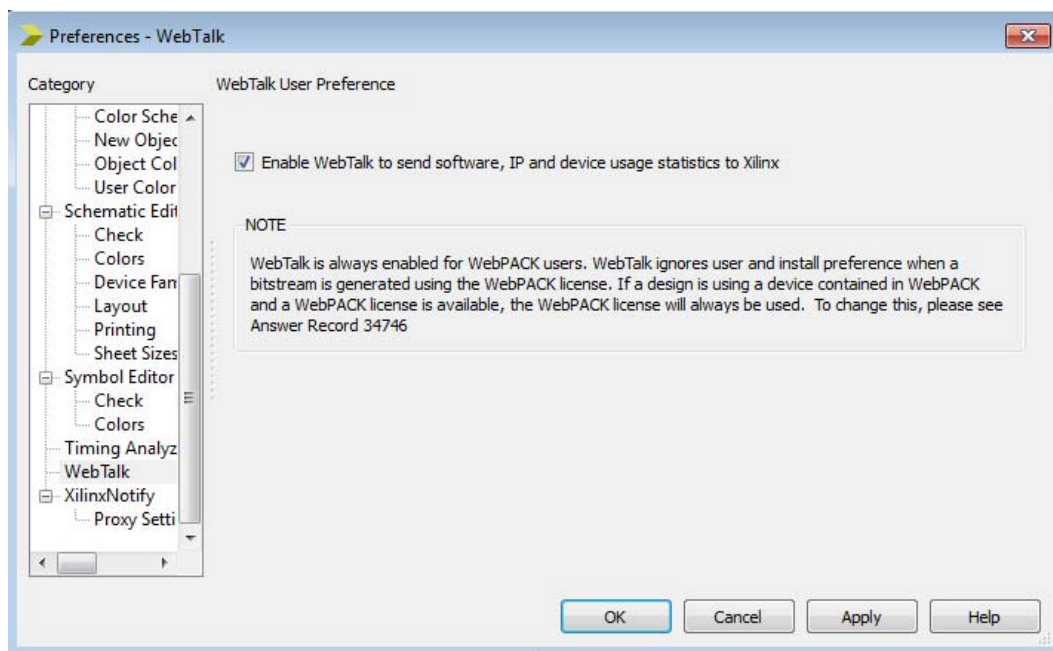 Preferences - WebTalk
Category
Color Sche
New Objec
Object Col
User Color
Schematic Edit
Check
Colors
Device Fam
Layout
Printing
Sheet Sizes
Symbol Editor
Check
Colors
Timing Analyz
WebTalk
XilinxNotify
Proxy Setti
WebTalk User Preference
Enable WebTalk to send software, IP and device usage statistics to Xilinx
NOTE
WebTalk is always enabled for WebPACK users. WebTalk ignores user and install preference when a
bitstream is generated using the WebPACK license. If a design is using a device contained in WebPACK
and a WebPACK license is available, the WebPACK license will always be used. To change this, please see
Answer Record 34746
OK
Cancel
Apply
Help